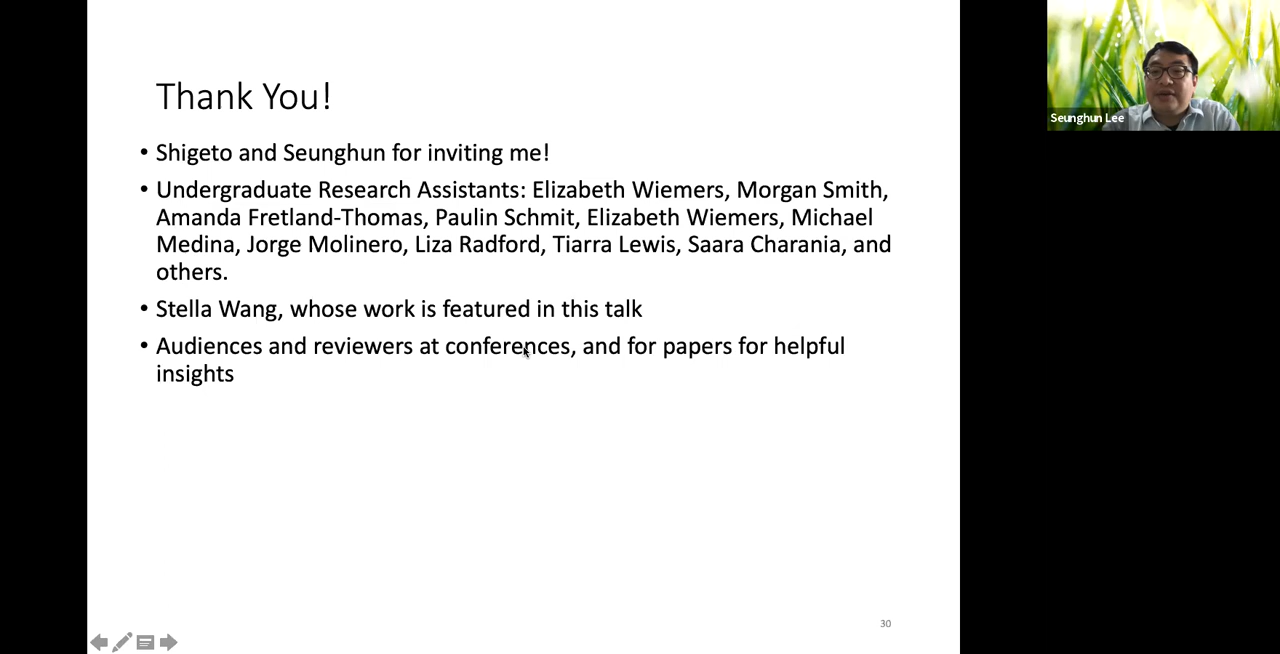 Thank You!
• Shigeto and Seunghun for inviting me!
• Undergraduate Research Assistants: Elizabeth Wiemers, Morgan Smith,
Amanda Fretland-Thomas, Paulin Schmit, Elizabeth Wiemers, Michael
Medina, Jorge Molinero, Liza Radford, Tiarra Lewis, Saara Charania, and
others.
• Stella Wang, whose work is featured in this talk
• Audiences and reviewers at conferences, and for papers for helpful
insights
30
Seunghun Lee